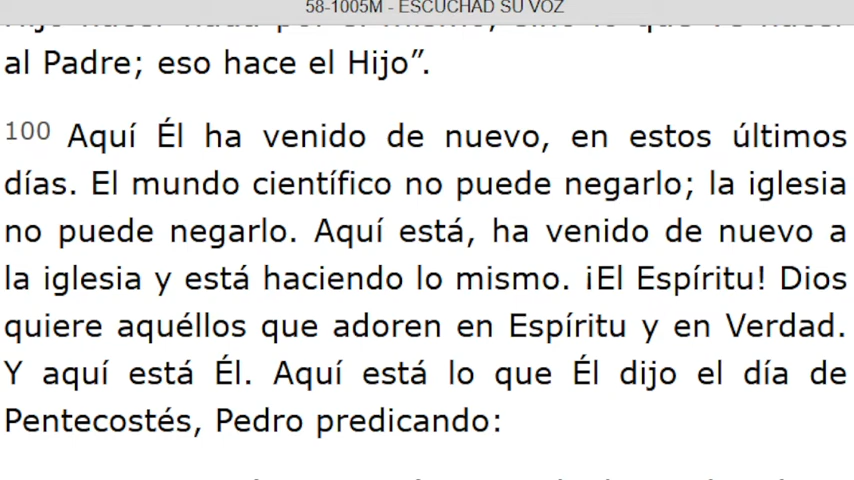 58-1005M - ESCUCHAD SU VOZ
al Padre; eso hace el Hijo”.
100 Aquí Él ha venido de nuevo, en estos últimos
días. El mundo científico no puede negarlo; la iglesia
no puede negarlo. Aquí está, ha venido de nuevo a
la iglesia y está haciendo lo mismo. ¡El Espíritu! Dios
quiere aquéllos que adoren en Espíritu y en Verdad.
Y aquí está Él. Aquí está lo que Él dijo el día de
Pentecostés, Pedro predicando: